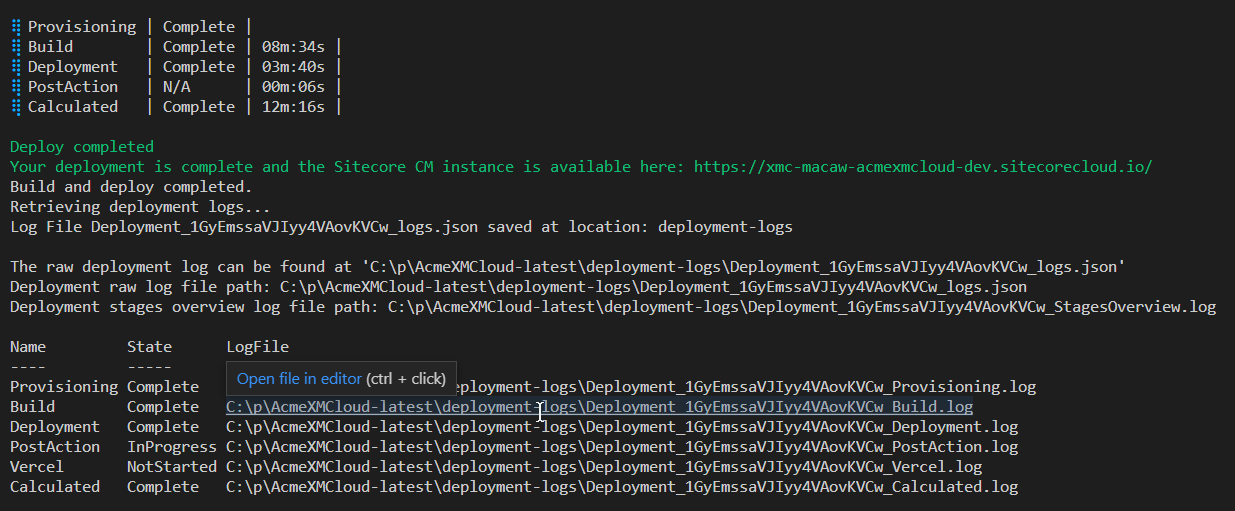 Provisioning | Complete |
Build | Complete | 08m:34s |
Deployment | Complete | 03m:40s |
PostAction | N/A | 00m:06s |
Calculated | Complete | 12m:16s |
Deploy completed
Your deployment is complete and the Sitecore CM instance is available here: https://xmc-macaw-acmexmcloud-dev.sitecorecloud.io/
Build and deploy completed.
Retrieving deployment logs...
Log File Deployment_1GyEmssaVJIyy4VAovKVCw_logs.json saved at location: deployment-logs
The raw deployment log can be found at 'C:\p\AcmeXMCloud-latest\deployment-logs\Deployment_1GyEmssaVJIyy4VAovKVCw_logs.json'
Deployment raw log file path: C:\p\AcmeXMCloud-latest\deployment-logs\Deployment_1GyEmssaVJIyy4VAovKVCw_logs.json
Deployment stages overview log file path: C:\p\AcmeXMCloud-latest\deployment-logs\Deployment_1GyEmssaVJIyy4VAovKVCw_StagesOverview.log
Name State LogFile
---- -----
Open file in editor (ctrl + click)
Provisioning Complete eployment-logs\Deployment_1GyEmssaVJIyy4VAovKVCw_Provisioning.log
Build Complete C:\p\AcmeXMCloud-latest\deployment-logs\Deployment_1GyEmssaVJIyy4VAovKVCw_Build.log
Deployment Complete C:\p\AcmeXMCloud-latest\deployment-logs\Deployment_1GyEmssaVJIyy4VAovKVCw_Deployment.log
PostAction InProgress C:\p\AcmeXMCloud-latest\deployment-logs\Deployment_1GyEmssaVJIyy4VAovKVCw_PostAction.log
Vercel NotStarted C:\p\AcmeXMCloud-latest\deployment-logs\Deployment_1GyEmssaVJIyy4VAovKVCw_Vercel.log
Calculated Complete C:\p\AcmeXMCloud-latest\deployment-logs\Deployment_1GyEmssaVJIyy4VAovKVCw_Calculated.log